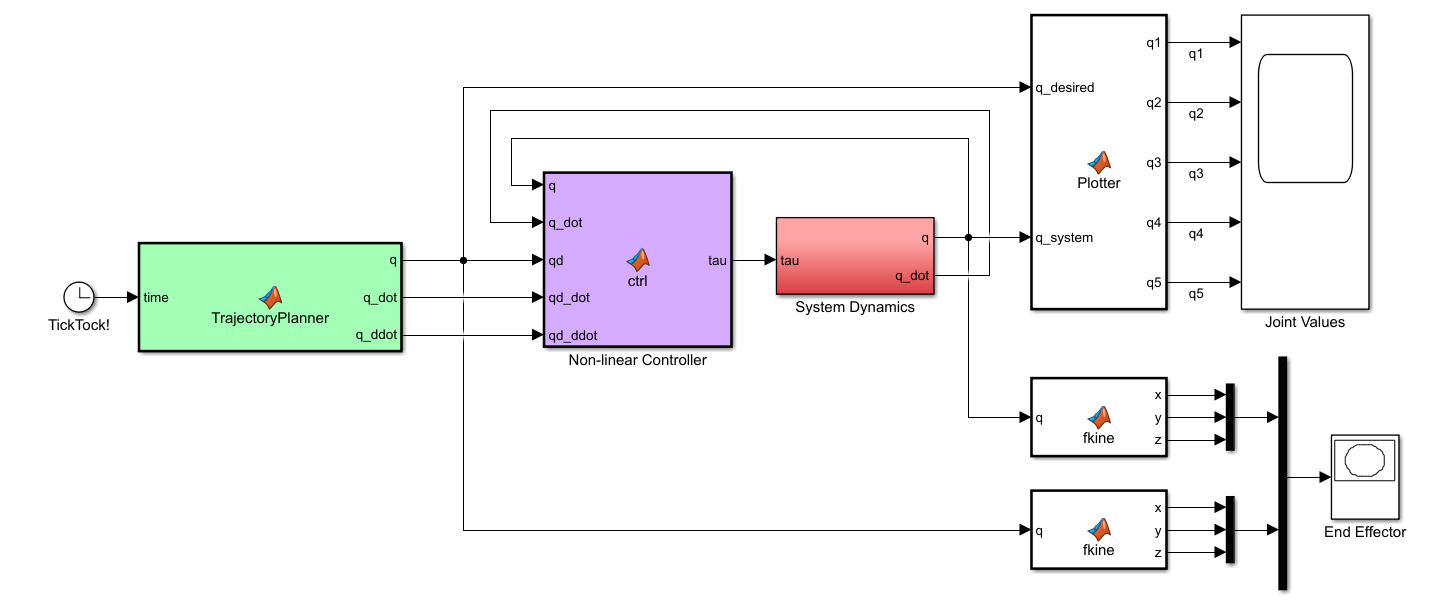 TickTock!
time
TrajectoryPlanner
q
q_dot
q_ddot
q
q_dot
qd
qd_dot
qd_ddot
ctrl
tau
Non-linear Controller
tau
q
q_dot
System Dynamics
q_desired
q_system
Plotter
q1
q2
q3
q4
q5
q1
q2
q3
q4
q5
Joint Values
q
fkine
x
y
z
q
fkine
x
y
z
End Effector